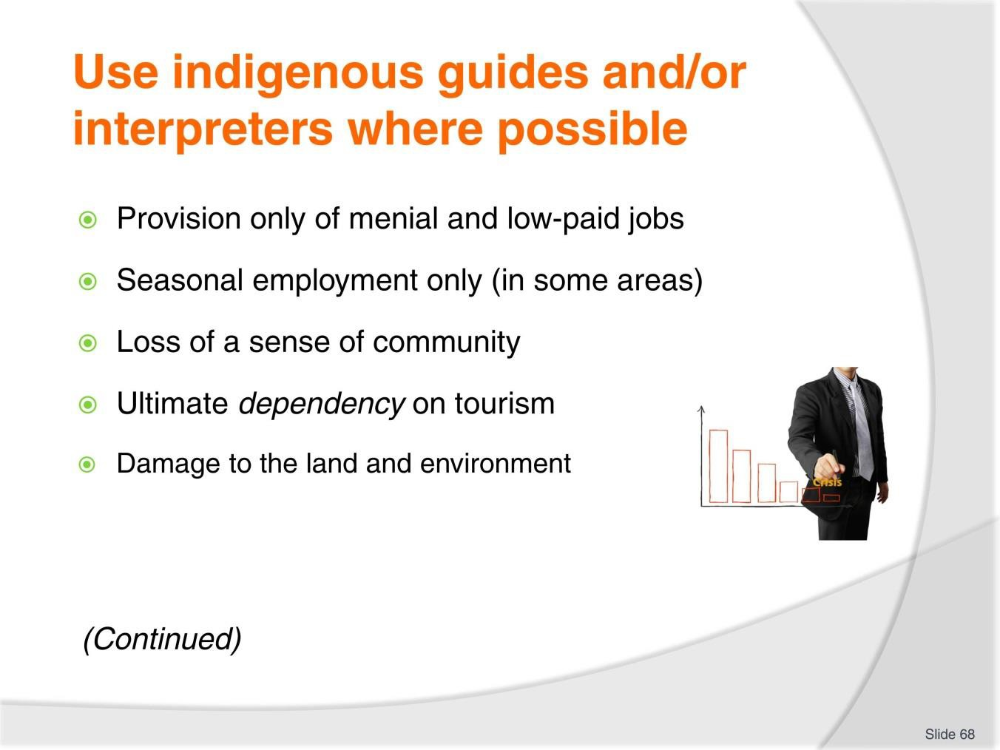 Use indigenous guides and/or
interpreters where possible
Provision only of menial and low-paid jobs
Seasonal employment only (in some areas)
Loss of a sense of community
Ultimate dependency on tourism
Damage to the land and environment
Crisis
(Continued)
Slide 68